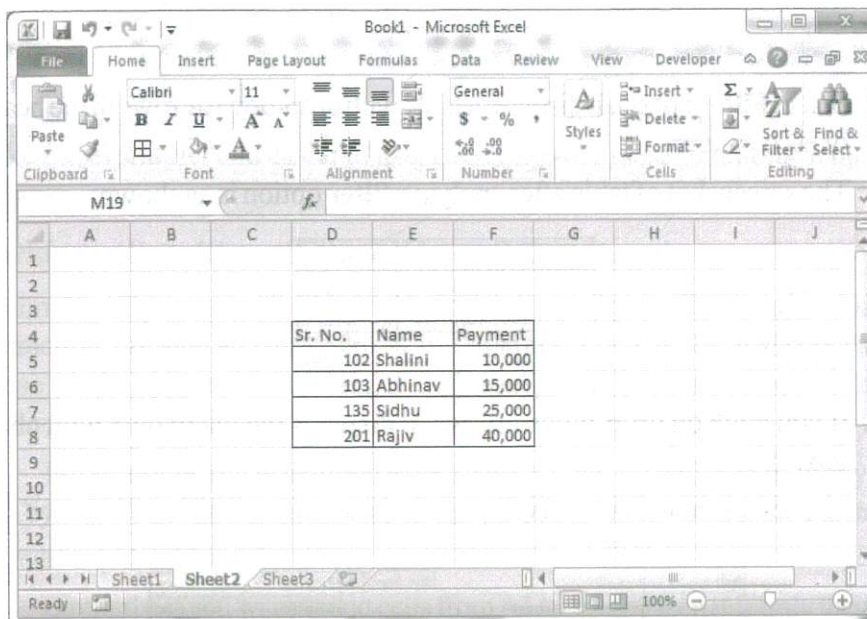 Book1 - Microsoft Excel
File Home Insert Page Layout Formulas Data Review View Developer
Calibri 11 General Insert Σ
B I U A A $ % , Delete
Paste Styles Format Sort & Filter Find & Select
Clipboard Font Alignment Number Cells Editing
M19 fx
A B C D E F G H I J
1
2
3
4 Sr. No. Name Payment
5 102 Shalini 10,000
6 103 Abhinav 15,000
7 135 Sidhu 25,000
8 201 Rajiv 40,000
9
10
11
12
13
Sheet1 Sheet2 Sheet3
Ready 100%